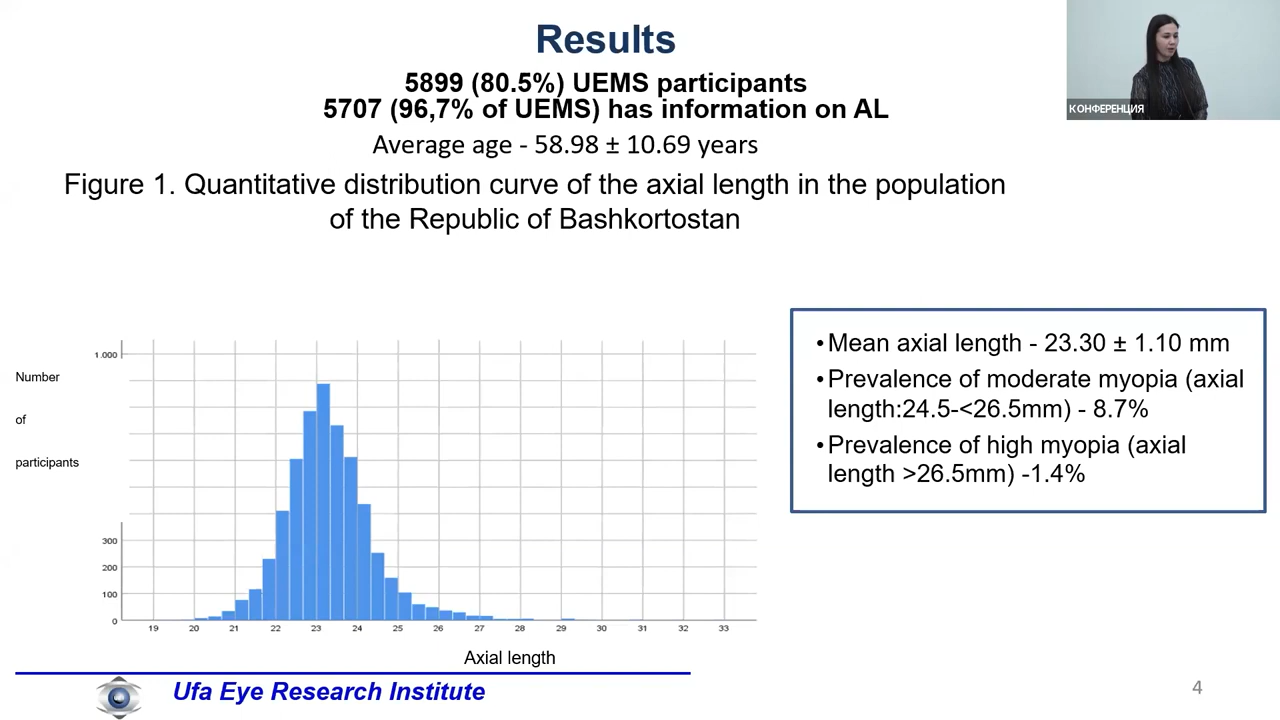 Results
5899 (80.5%) UEMS participants
5707 (96,7% of UEMS) has information on AL
Average age - 58.98 ± 10.69 years
КОНФЕРЕНЦИЯ
Figure 1. Quantitative distribution curve of the axial length in the population
of the Republic of Bashkortostan
Number
of
participants
1.000
300
200
100
0
19 20 21 22 23 24 25 26 27 28 29 30 31 32 33
Axial length
•Mean axial length - 23.30 ± 1.10 mm
•Prevalence of moderate myopia (axial
length:24.5-<26.5mm) - 8.7%
•Prevalence of high myopia (axial
length >26.5mm) -1.4%
Ufa Eye Research Institute
4